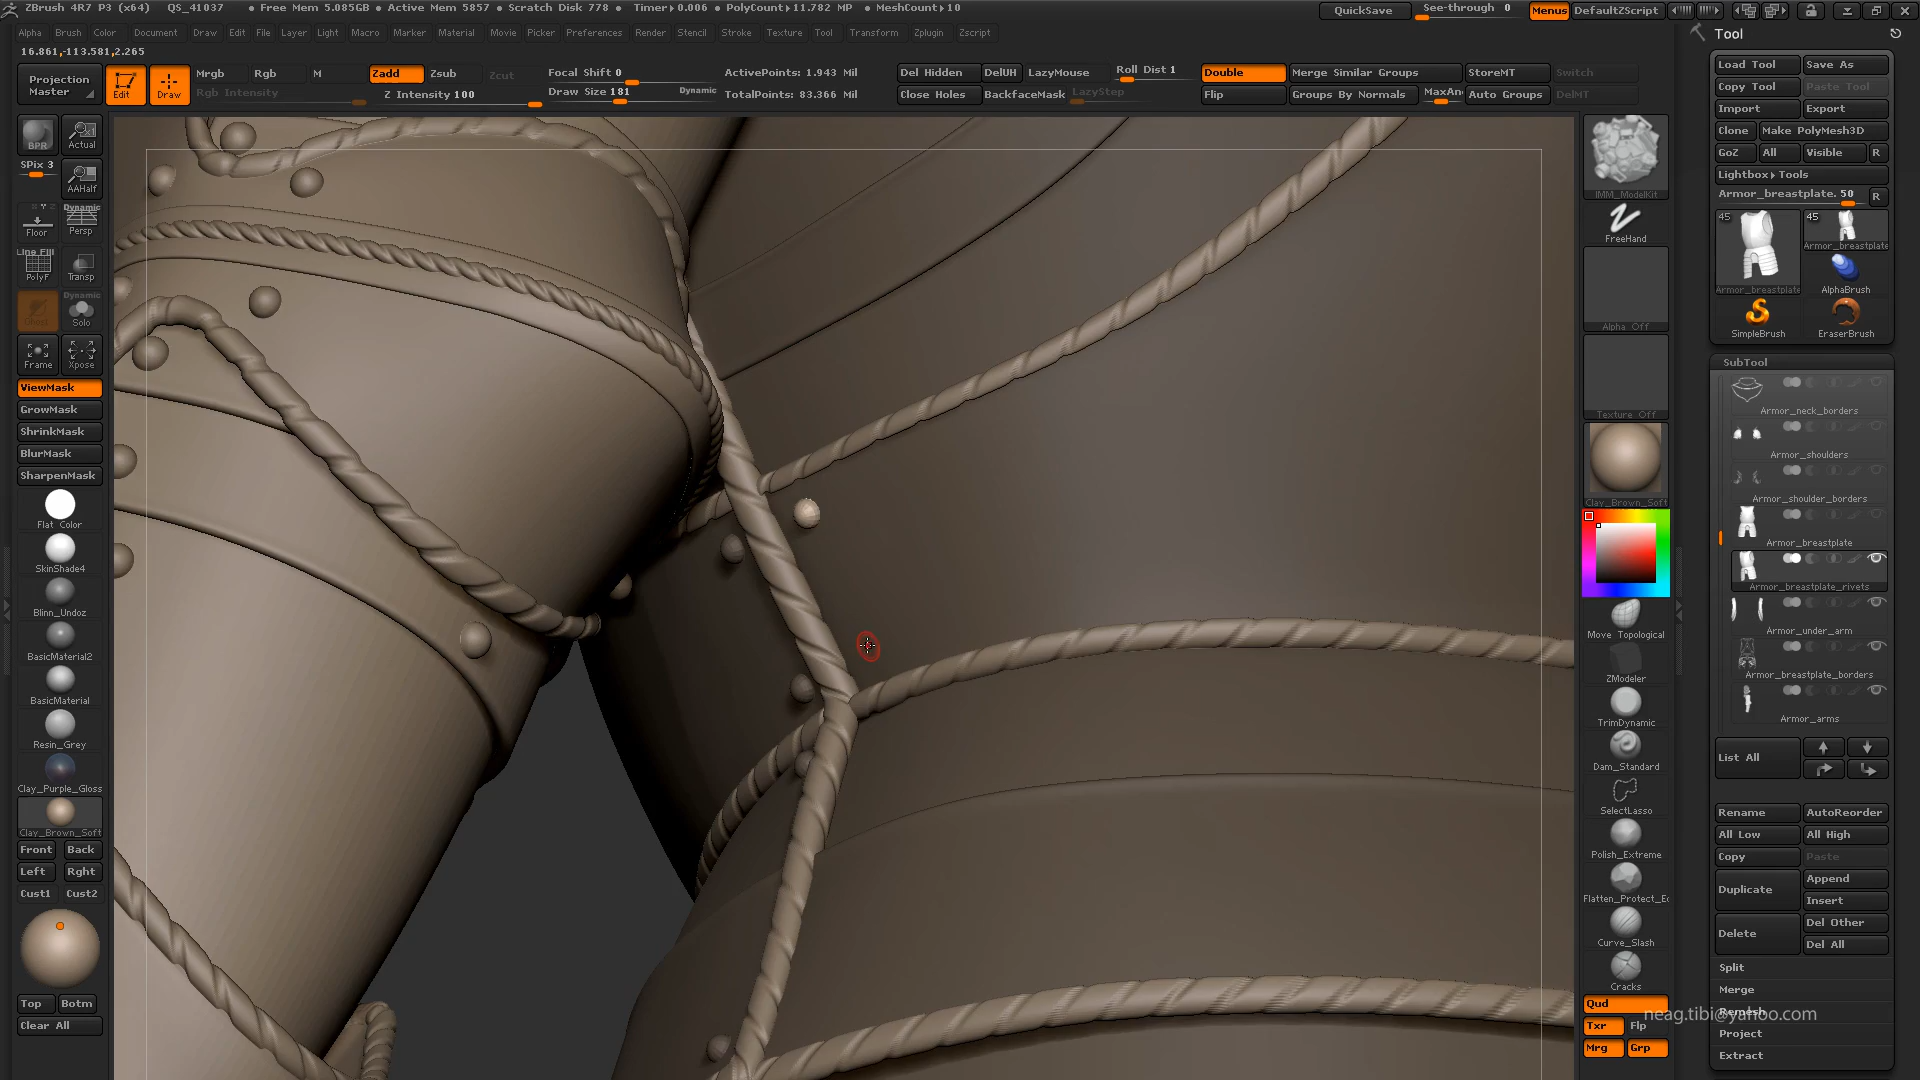 ZBrush 4R7 P3 (x64) QS_41037 • Free Mem 5.085GB • Active Mem 5857 • Scratch Disk 778 • Timer▸0.006 • PolyCount▸11.782 MP • MeshCount▸10
QuickSave See-through 0 Menus DefaultZScript
Alpha Brush Color Document Draw Edit File Layer Light Macro Marker Material Movie Picker Preferences Render Stencil Stroke Texture Tool Transform Zplugin Zscript
16.861,-113.581,2.265
Projection Master
Edit
Draw
Mrgb Rgb M Zadd Zsub Zcut
Rgb Intensity Z Intensity 100
Focal Shift 0
Draw Size 181 Dynamic
ActivePoints: 1.943 Mil
TotalPoints: 83.366 Mil
Del Hidden DelUH LazyMouse Roll Dist 1
Close Holes BackfaceMask LazyStep
Double Merge Similar Groups StoreMT Switch
Flip Groups By Normals MaxAn Auto Groups DelMT
BPR
Actual
SPix 3
AAHalf
Floor
Dynamic
Persp
Line Fill
PolyF
Transp
Dynamic
Solo
Frame
Xpose
ViewMask
GrowMask
ShrinkMask
BlurMask
SharpenMask
Flat Color
SkinShade4
Blinn_Undoz
BasicMaterial2
BasicMaterial
Resin_Grey
Clay_Purple_Gloss
Clay_Brown_Soft
Front Back
Left Rght
Cust1 Cust2
Top Botm
Clear All
IMM_ModelKit
FreeHand
Alpha Off
Texture Off
Clay_Brown_Soft
Move Topological
ZModeler
TrimDynamic
Dam_Standard
SelectLasso
Polish_Extreme
Flatten_Protect_Ec
Curve_Slash
Cracks
Qud
Txr Flp
Mrg Grp
Tool
Load Tool Save As
Copy Tool Paste Tool
Import Export
Clone Make PolyMesh3D
GoZ All Visible R
Lightbox▸Tools
Armor_breastplate. 50 R
45 45
Armor_breastplate
Armor_breastplate
AlphaBrush
SimpleBrush EraserBrush
SubTool
Armor_neck_borders
Armor_shoulders
Armor_shoulder_borders
Armor_breastplate
Armor_breastplate_rivets
Armor_under_arm
Armor_breastplate_borders
Armor_arms
List All
Rename AutoReorder
All Low All High
Copy Paste
Duplicate Append
Insert
Delete Del Other
Del All
Split
Merge
Remesh
neag.tibi@yahoo.com
Project
Extract